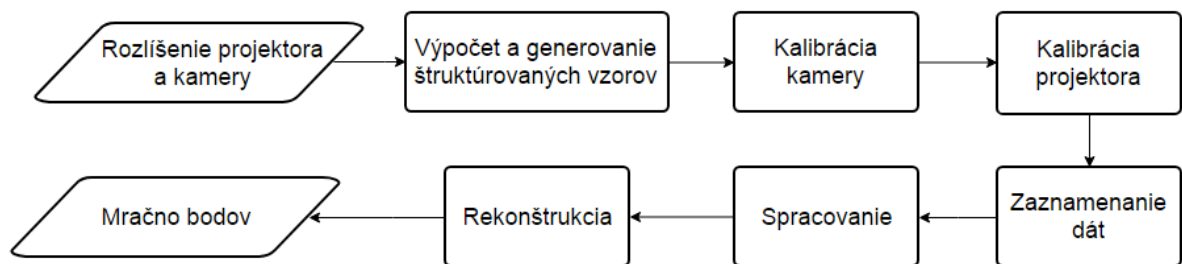 Rozlíšenie projektora
a kamery
Výpočet a generovanie
štruktúrovaných vzorov
Kalibrácia
kamery
Kalibrácia
projektora
Zaznamenanie
dát
Spracovanie
Rekonštrukcia
Mračno bodov